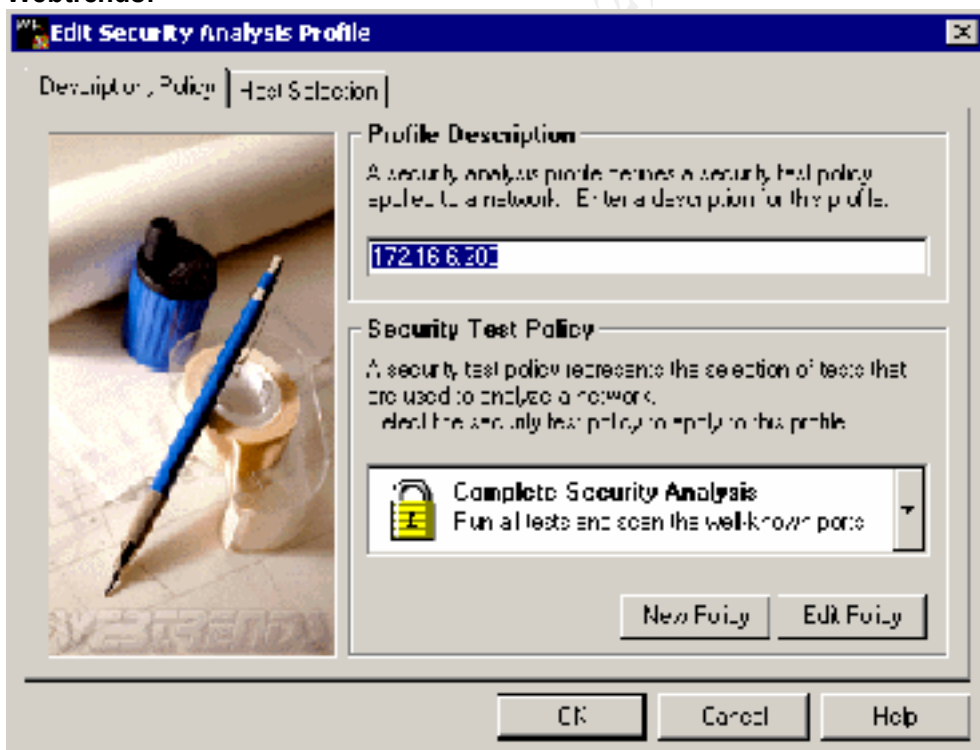 Webtrends.
Edit Security Analysis Profile
Description, Policy
Host Selection
Profile Description
A security analysis profile defines a security test policy
applied to a network. Enter a description for this profile.
172.16.6.20
Security Test Policy
A security test policy represents the selection of tests that
are used to analyze a network.
Select the security test policy to apply to this profile
Complete Security Analysis
Run all tests and scan the well-known ports
New Policy
Edit Policy
WEBTRENDS
OK
Cancel
Help